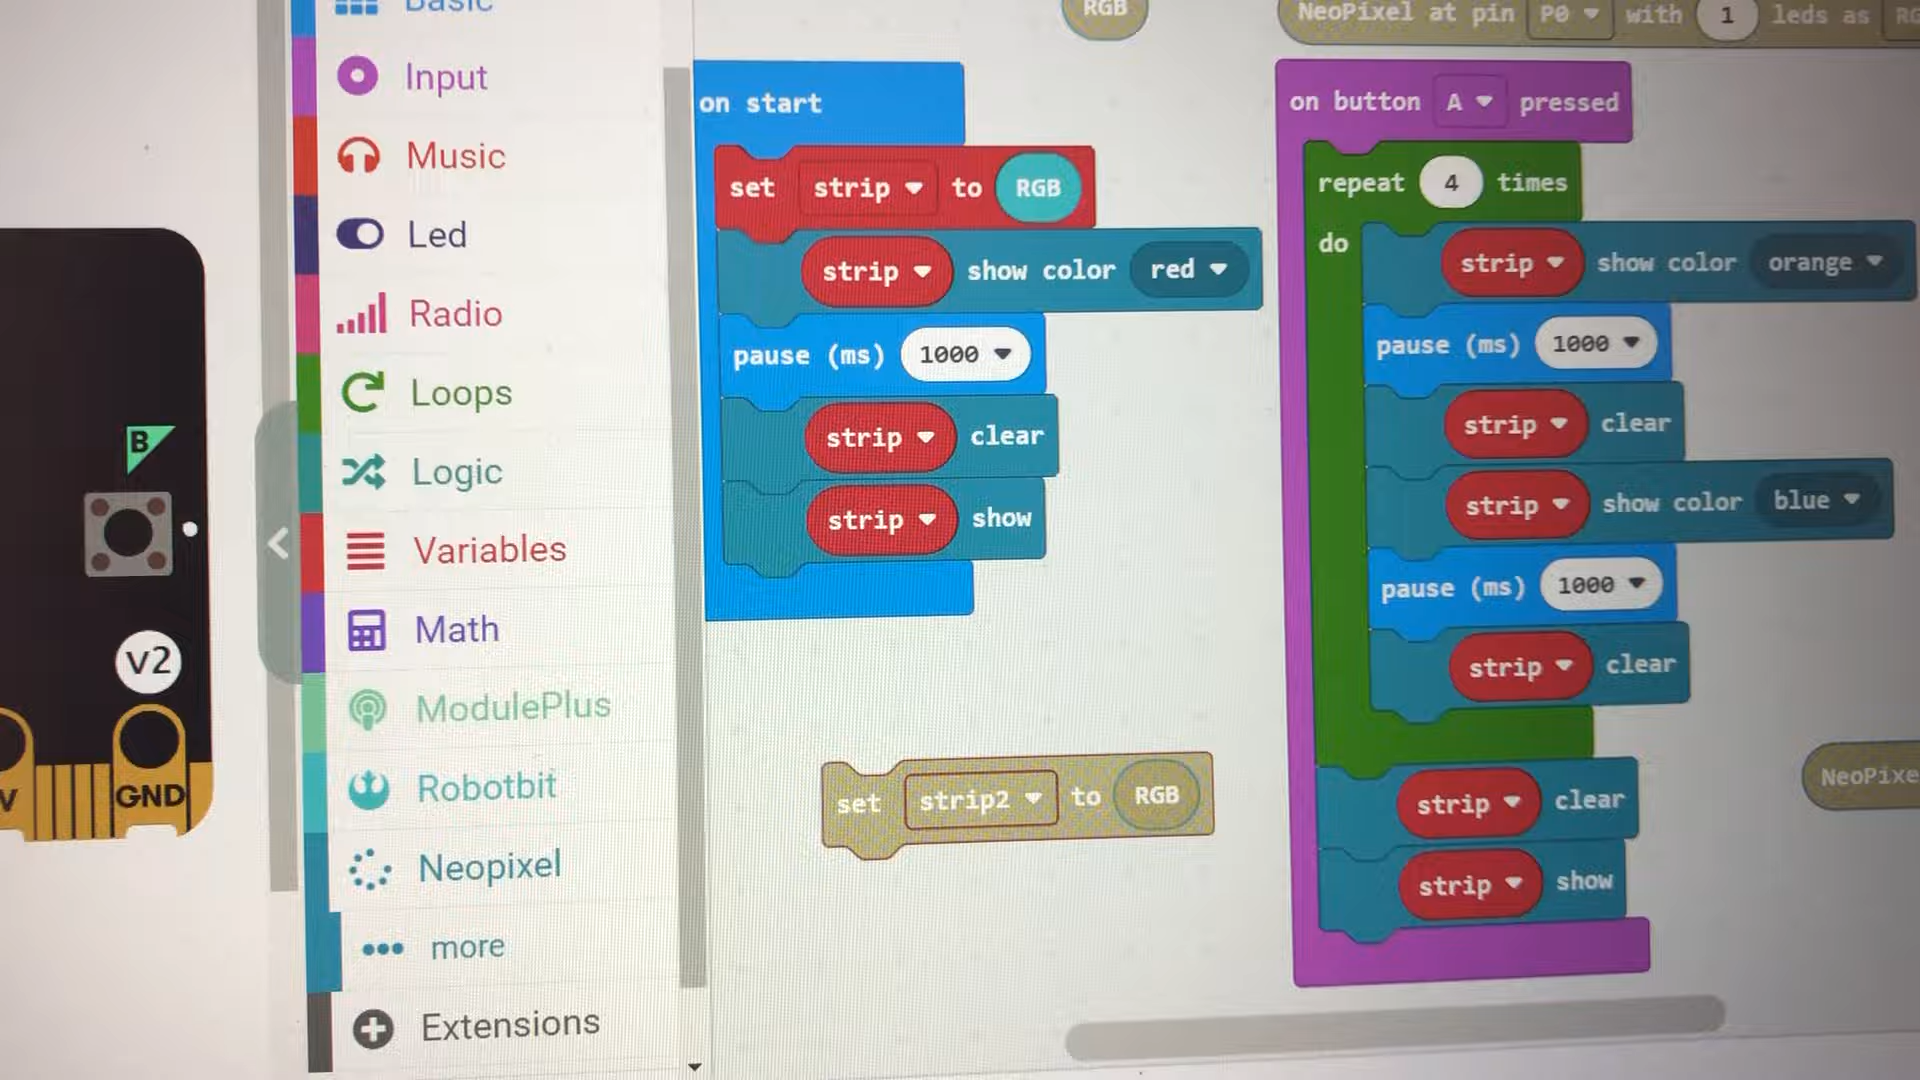 Basic
Input
Music
Led
Radio
Loops
Logic
Variables
Math
ModulePlus
Robotbit
Neopixel
more
Extensions
B
V2
V
GND
RGB
NeoPixel at pin P0 with 1 leds as RG
on start
set strip to RGB
strip show color red
pause (ms) 1000
strip clear
strip show
set strip2 to RGB
on button A pressed
repeat 4 times
do
strip show color orange
pause (ms) 1000
strip clear
strip show color blue
pause (ms) 1000
strip clear
strip clear
strip show
NeoPixe